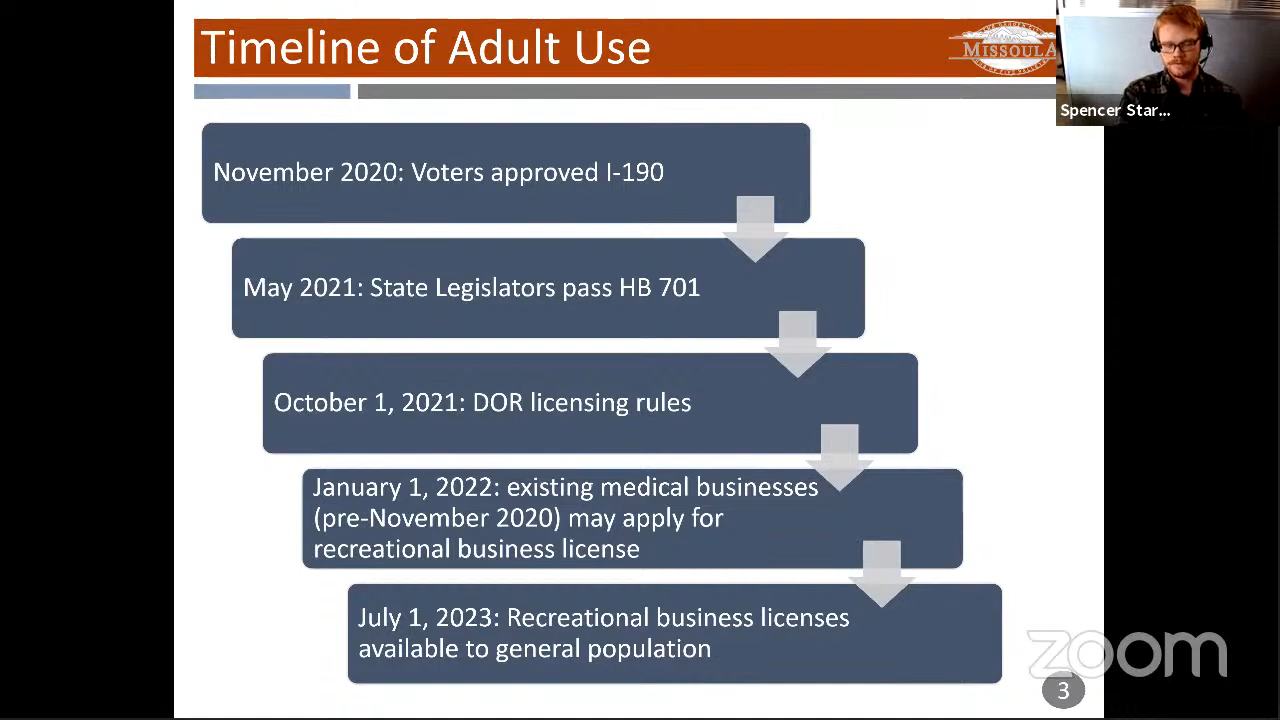 Timeline of Adult Use
MISSOULA
Spencer Star...
November 2020: Voters approved I-190
May 2021: State Legislators pass HB 701
October 1, 2021: DOR licensing rules
January 1, 2022: existing medical businesses
(pre-November 2020) may apply for
recreational business license
July 1, 2023: Recreational business licenses
available to general population
zoom
3